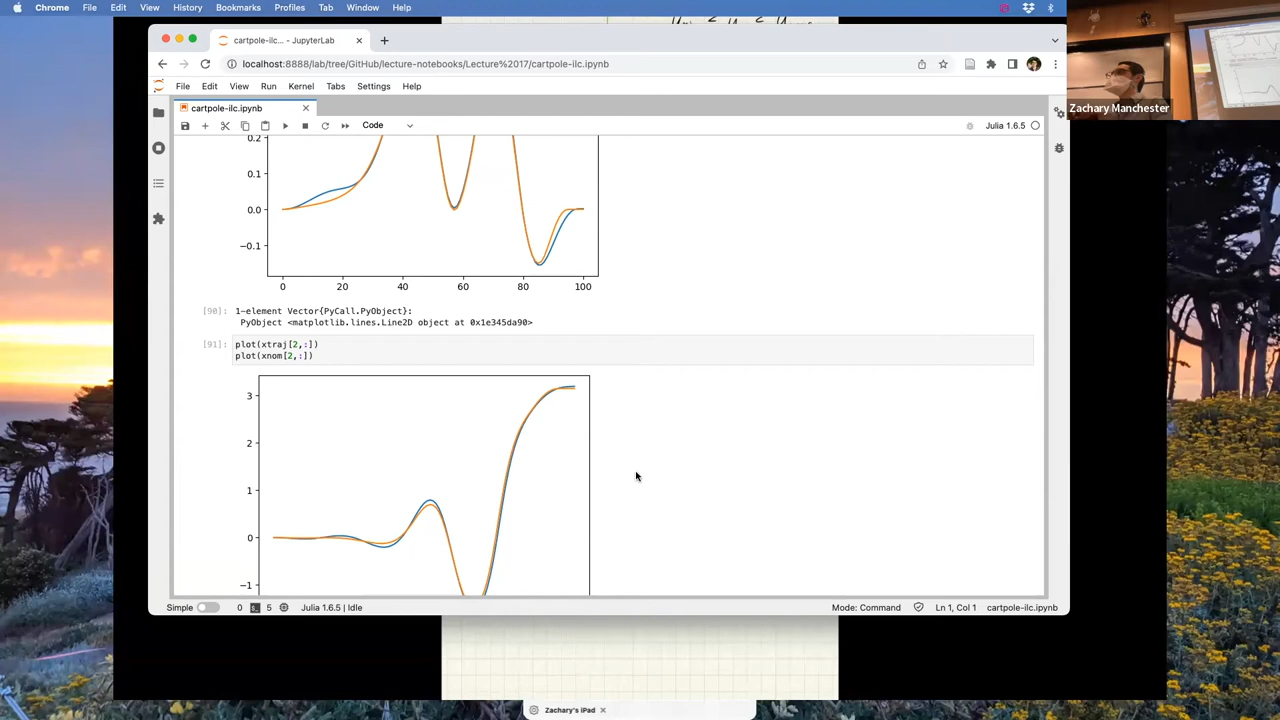 Chrome File Edit View History Bookmarks Profiles Tab Window Help
cartpole-ilc... - JupyterLab
localhost:8888/lab/tree/GitHub/lecture-notebooks/Lecture%2017/cartpole-ilc.ipynb
Zachary Manchester
File Edit View Run Kernel Tabs Settings Help
cartpole-ilc.ipynb
Code
Julia 1.6.5
0.2
0.1
0.0
−0.1
0 20 40 60 80 100
[90]: 1-element Vector{PyCall.PyObject}:
PyObject <matplotlib.lines.Line2D object at 0x1e345da90>
[91]: plot(xtraj[2,:])
plot(xnom[2,:])
3
2
1
0
−1
Simple 0 5 Julia 1.6.5 | Idle Mode: Command Ln 1, Col 1 cartpole-ilc.ipynb
Zachary's iPad